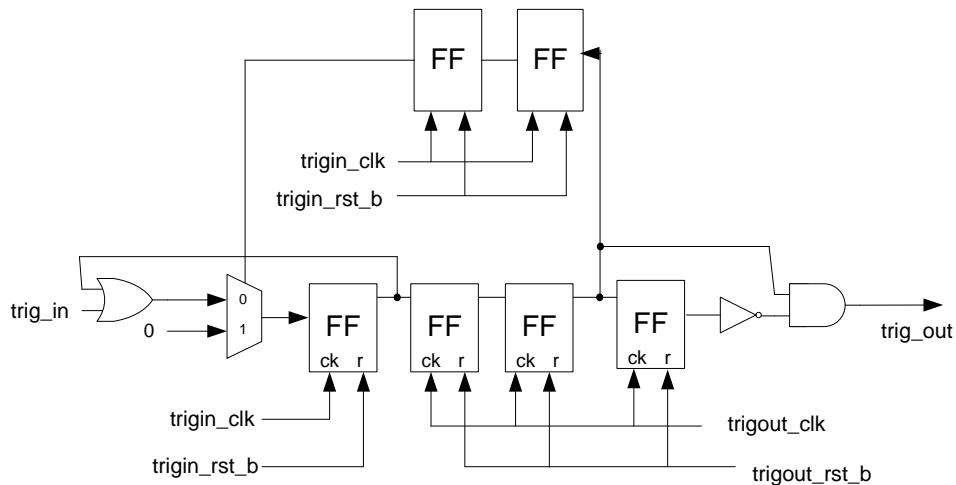 FF
FF
trigin_clk
trigin_rst_b
trig_in
0
0
1
FF
ck r
FF
ck r
FF
ck r
FF
ck r
trig_out
trigin_clk
trigout_clk
trigin_rst_b
trigout_rst_b